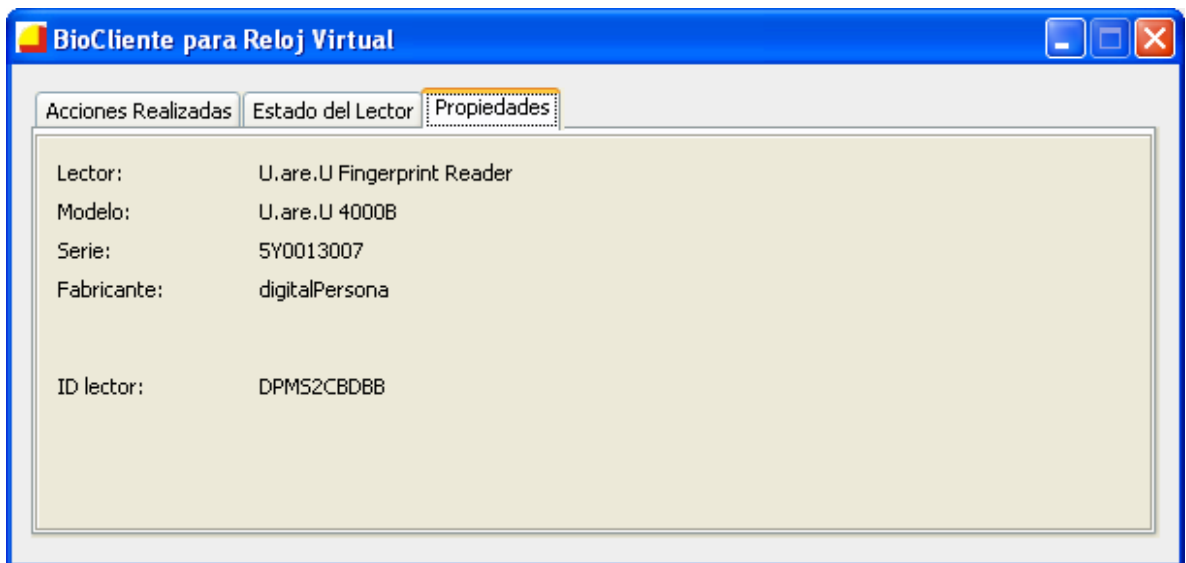 BioCliente para Reloj Virtual
Acciones Realizadas Estado del Lector Propiedades
Lector: U.are.U Fingerprint Reader
Modelo: U.are.U 4000B
Serie: 5Y0013007
Fabricante: digitalPersona
ID lector: DPMS2CBDBB